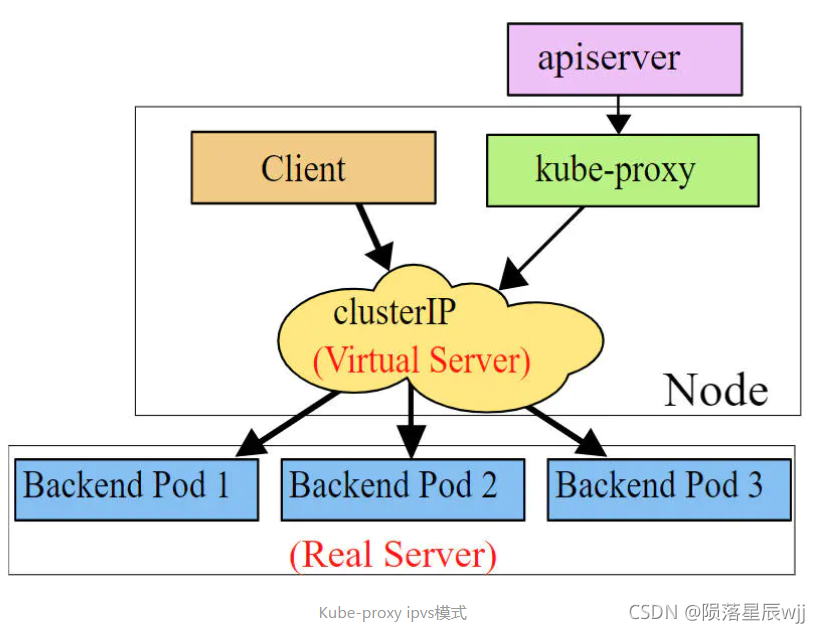 apiserver
Client
kube-proxy
clusterIP
(Virtual Server)
Node
Backend Pod 1
Backend Pod 2
Backend Pod 3
(Real Server)
Kube-proxy ipvs模式
CSDN @陨落星辰wjj